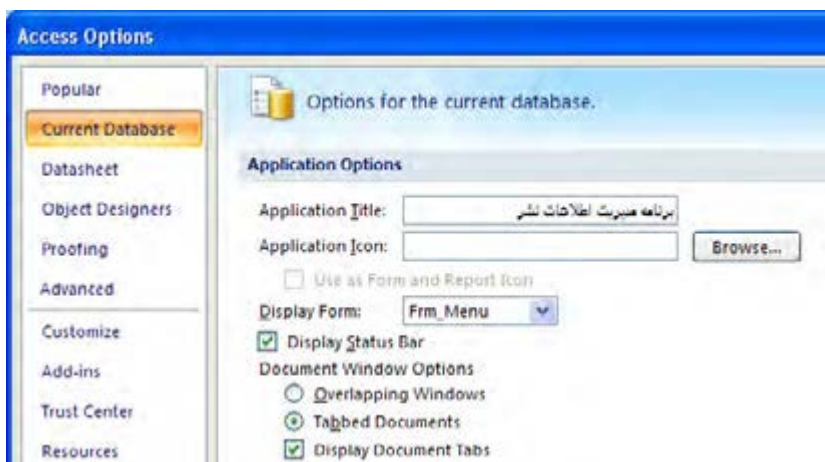 Access Options
Popular
Current Database
Datasheet
Object Designers
Proofing
Advanced
Customize
Add-ins
Trust Center
Resources
Options for the current database.
Application Options
Application Title: برنامه مدیریت اطلاعات نشر
Application Icon: Browse...
Use as Form and Report Icon
Display Form: Frm_Menu
Display Status Bar
Document Window Options
Overlapping Windows
Tabbed Documents
Display Document Tabs